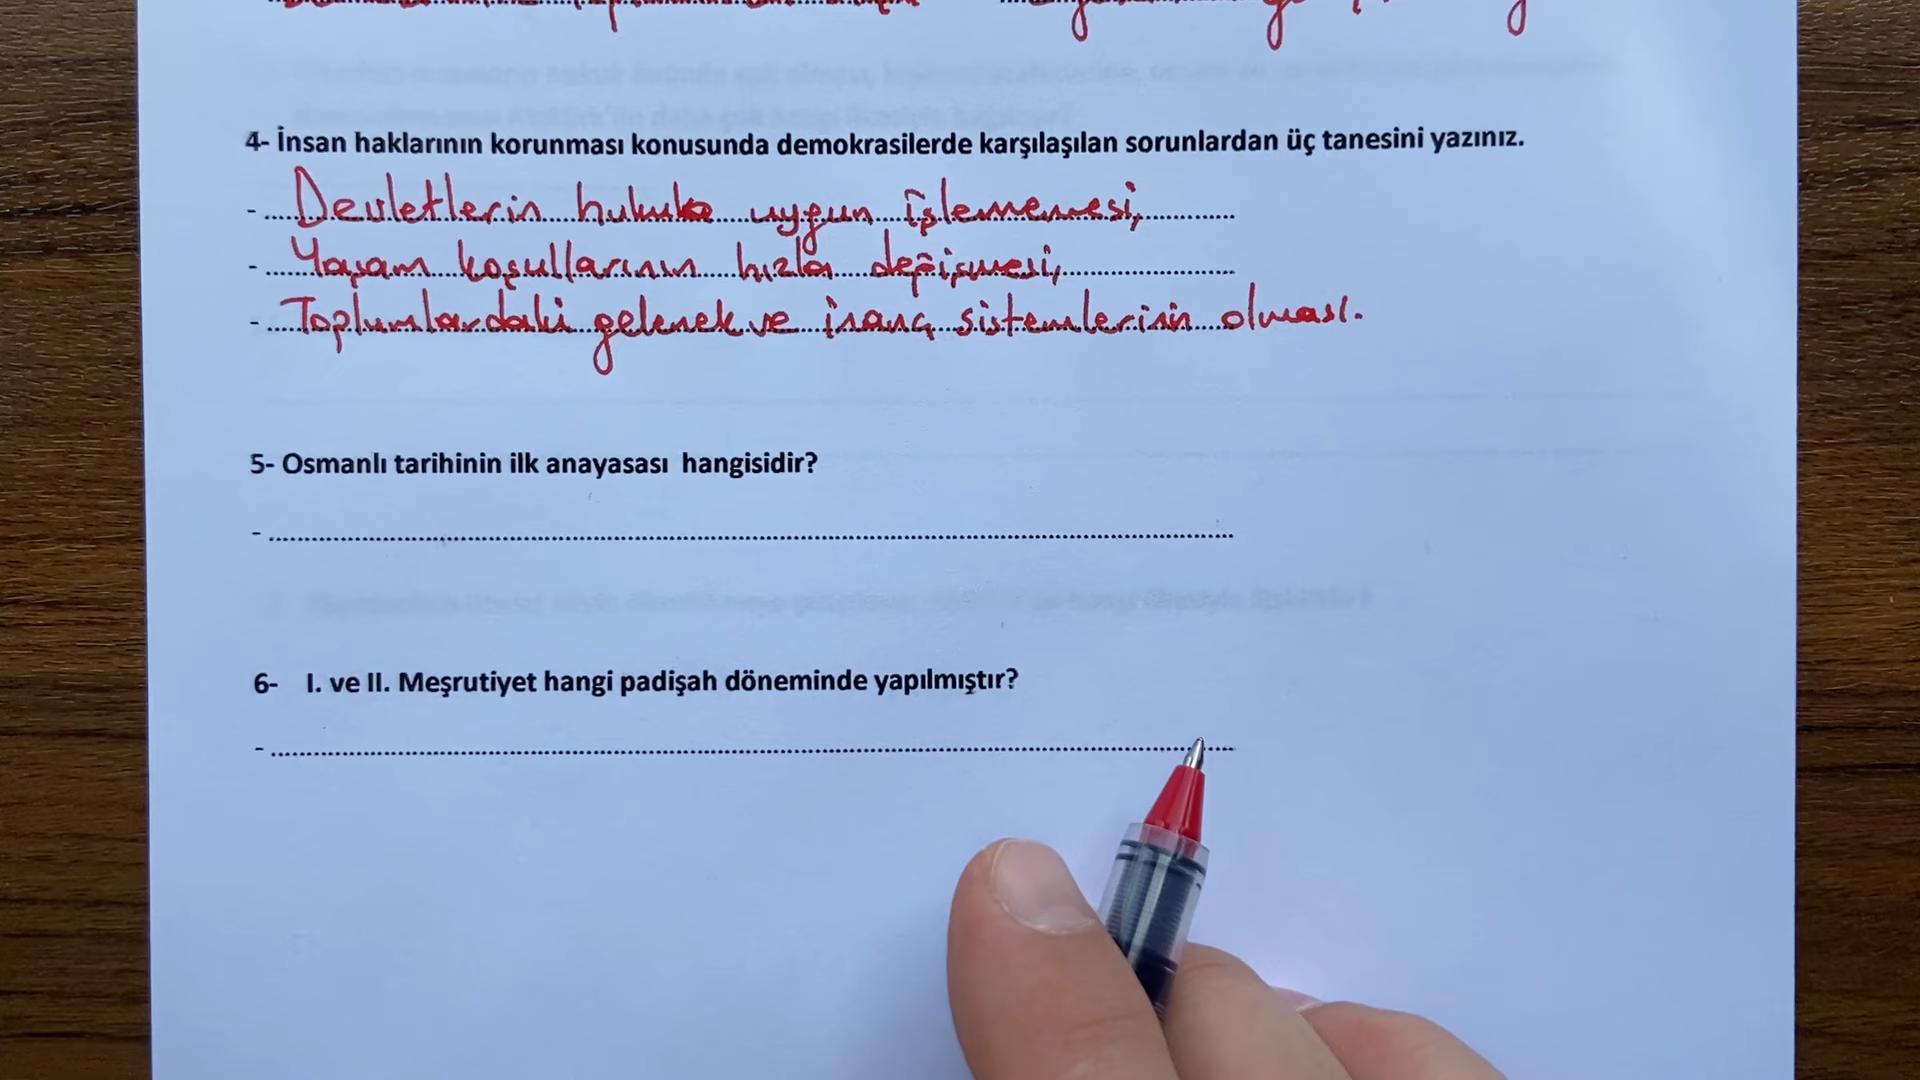 4- İnsan haklarının korunması konusunda demokrasilerde karşılaşılan sorunlardan üç tanesini yazınız.
- Devletlerin hukuka uygun işlememesi,
- Yaşam koşullarının hızla değişmesi,
- Toplumlardaki gelenek ve inanç sistemlerinin olması.
5- Osmanlı tarihinin ilk anayasası hangisidir?
-
6- I. ve II. Meşrutiyet hangi padişah döneminde yapılmıştır?
-